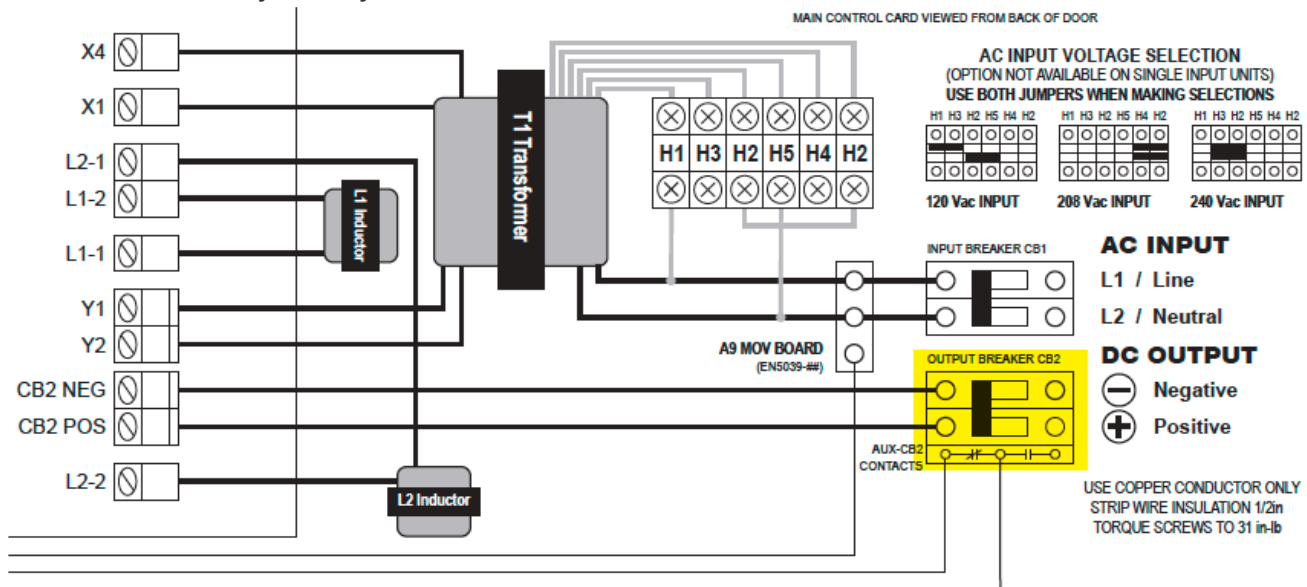 MAIN CONTROL CARD VIEWED FROM BACK OF DOOR
AC INPUT VOLTAGE SELECTION
(OPTION NOT AVAILABLE ON SINGLE INPUT UNITS)
USE BOTH JUMPERS WHEN MAKING SELECTIONS
H1 H3 H2 H5 H4 H2
H1 H3 H2 H5 H4 H2
H1 H3 H2 H5 H4 H2
120 Vac INPUT
208 Vac INPUT
240 Vac INPUT
X4
X1
L2-1
L1-2
L1-1
Y1
Y2
CB2 NEG
CB2 POS
L2-2
T1 Transformer
L1 Inductor
L2 Inductor
H1 H3 H2 H5 H4 H2
INPUT BREAKER CB1
AC INPUT
L1 / Line
L2 / Neutral
A9 MOV BOARD
(EN5039-##)
OUTPUT BREAKER CB2
DC OUTPUT
Negative
Positive
AUX-CB2
CONTACTS
USE COPPER CONDUCTOR ONLY
STRIP WIRE INSULATION 1/2in
TORQUE SCREWS TO 31 in-lb